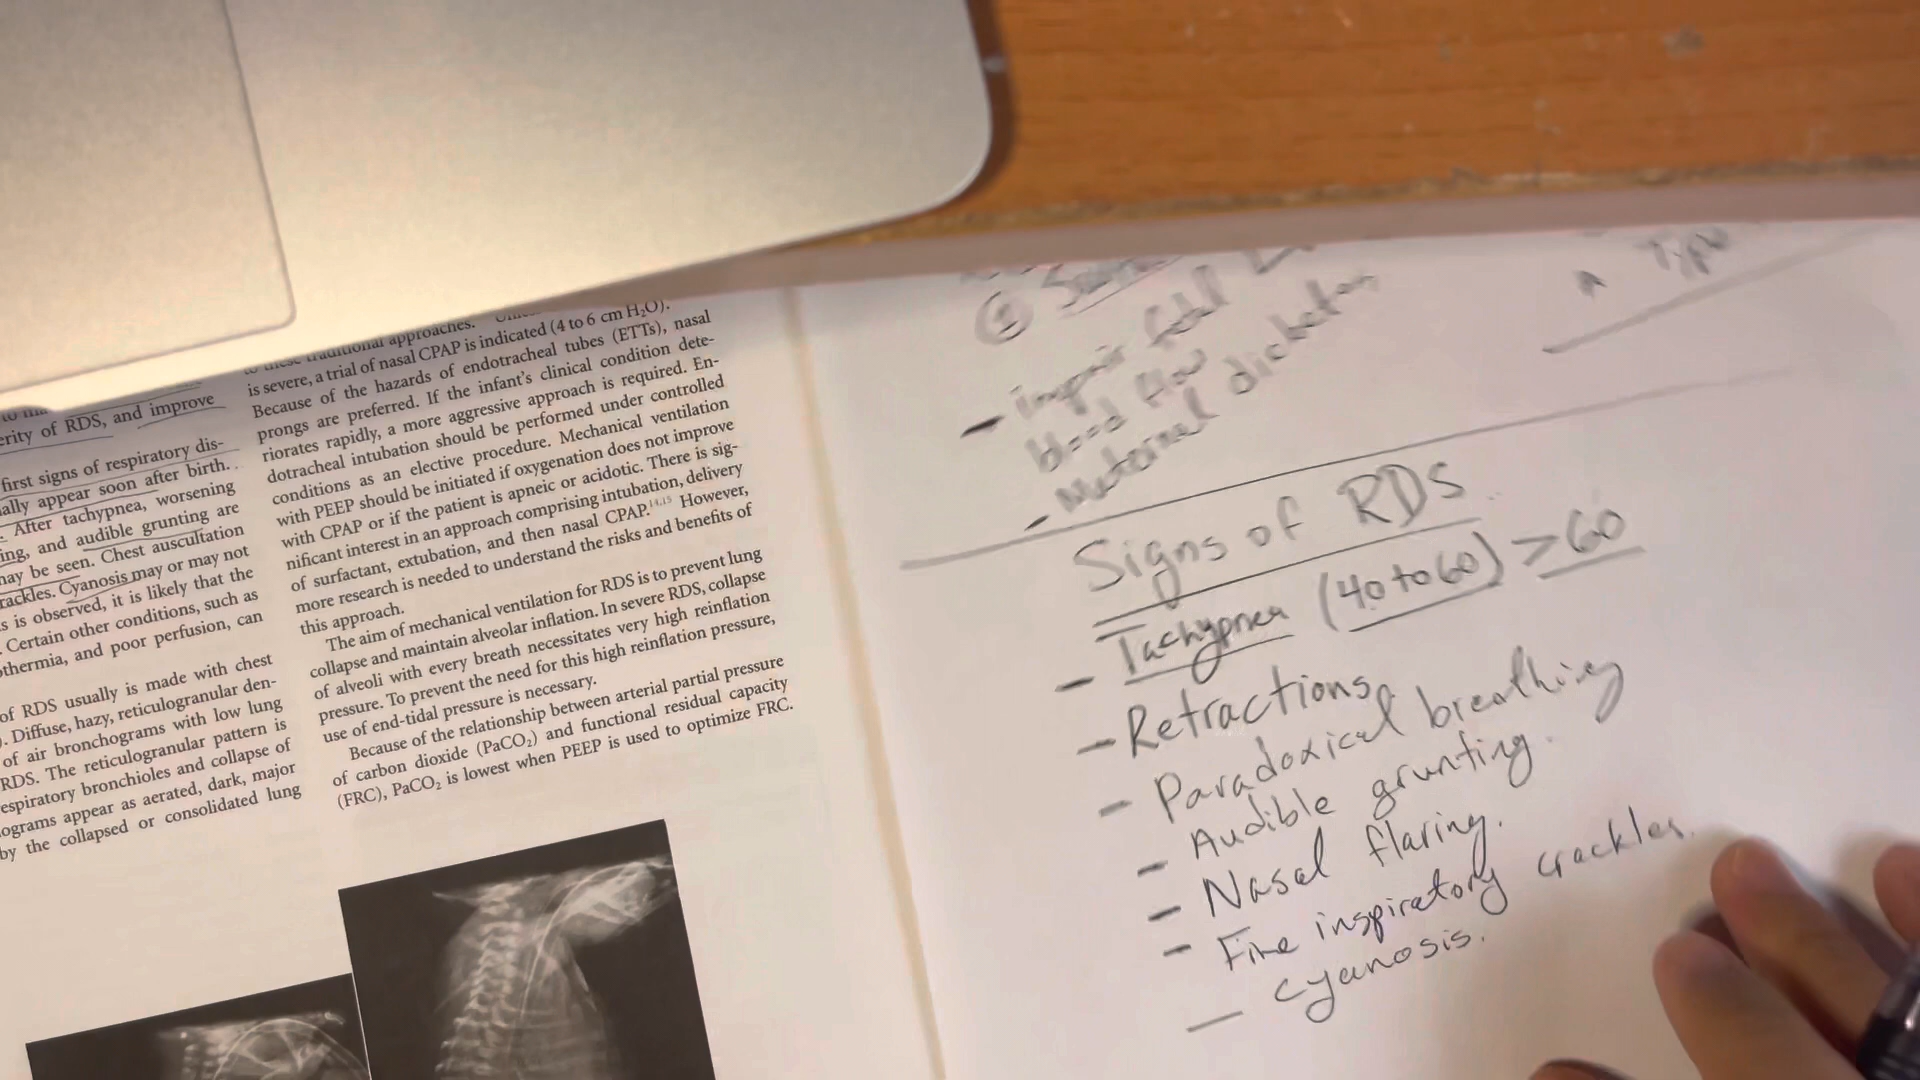 erity of RDS, and improve
first signs of respiratory dis-
ally appear soon after birth.
After tachypnea, worsening
ing, and audible grunting are
may be seen. Chest auscultation
rackles. Cyanosis may or may not
s is observed, it is likely that the
. Certain other conditions, such as
othermia, and poor perfusion, can
of RDS usually is made with chest
). Diffuse, hazy, reticulogranular den-
of air bronchograms with low lung
RDS. The reticulogranular pattern is
espiratory bronchioles and collapse of
ograms appear as aerated, dark, major
by the collapsed or consolidated lung
traditional approaches.
is severe, a trial of nasal CPAP is indicated (4 to 6 cm H₂O).
Because of the hazards of endotracheal tubes (ETTs), nasal
prongs are preferred. If the infant's clinical condition dete-
riorates rapidly, a more aggressive approach is required. En-
dotracheal intubation should be performed under controlled
conditions as an elective procedure. Mechanical ventilation
with PEEP should be initiated if oxygenation does not improve
with CPAP or if the patient is apneic or acidotic. There is sig-
nificant interest in an approach comprising intubation, delivery
of surfactant, extubation, and then nasal CPAP.14,15 However,
more research is needed to understand the risks and benefits of
this approach.
The aim of mechanical ventilation for RDS is to prevent lung
collapse and maintain alveolar inflation. In severe RDS, collapse
of alveoli with every breath necessitates very high reinflation
pressure. To prevent the need for this high reinflation pressure,
use of end-tidal pressure is necessary.
Because of the relationship between arterial partial pressure
of carbon dioxide (PaCO₂) and functional residual capacity
(FRC), PaCO₂ is lowest when PEEP is used to optimize FRC.
②
Type
- impair fetal
blood flow
- Maternal diabetes
Signs of RDS
- Tachypnea (40 to 60) > 60
- Retractions
- Paradoxical breathing
- Audible grunting.
- Nasal flaring.
- Fine inspiratory crackles.
- cyanosis.